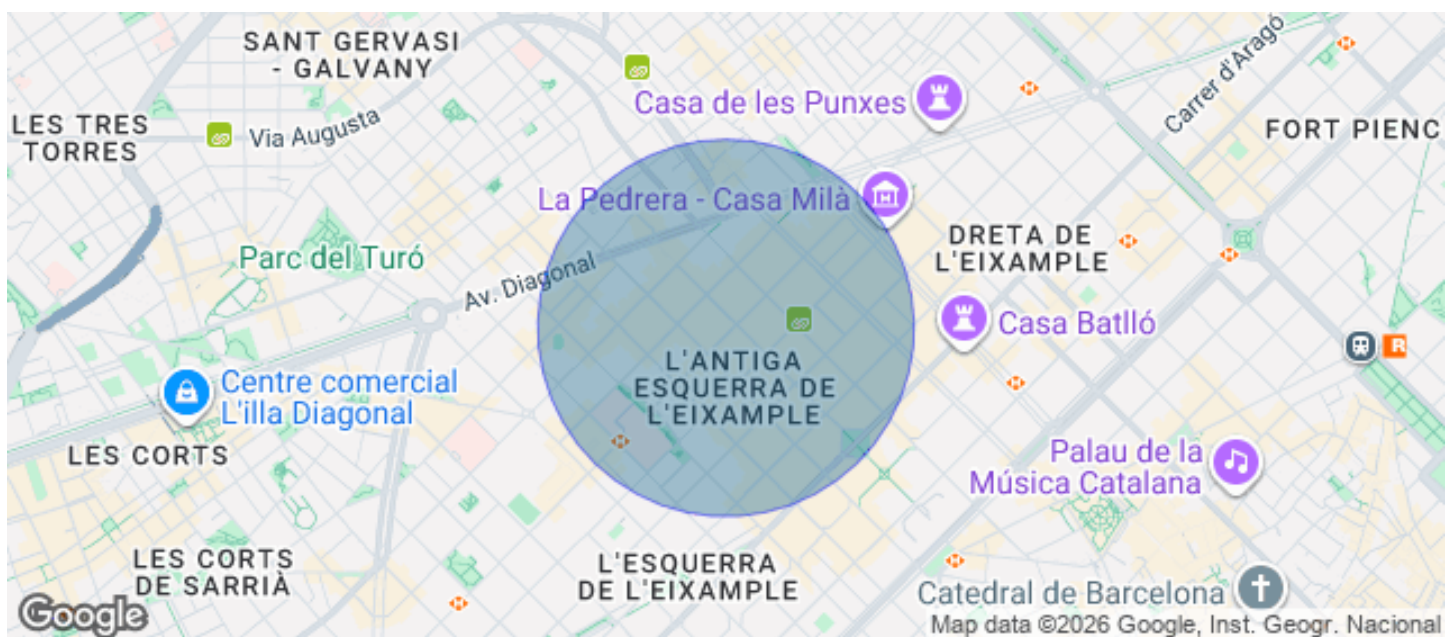 SANT GERVASI
- GALVANY
Carrer d'Aragó
Casa de les Punxes
LES TRES
TORRES
Via Augusta
FORT PIENC
La Pedrera - Casa Milà
DRETA DE
L'EIXAMPLE
Parc del Turó
Av. Diagonal
Casa Batlló
L'ANTIGA
ESQUERRA DE
L'EIXAMPLE
Centre comercial
L'illa Diagonal
R
LES CORTS
Palau de la
Música Catalana
LES CORTS
DE SARRIÀ
L'ESQUERRA
DE L'EIXAMPLE
Catedral de Barcelona
Google
Map data ©2026 Google, Inst. Geogr. Nacional